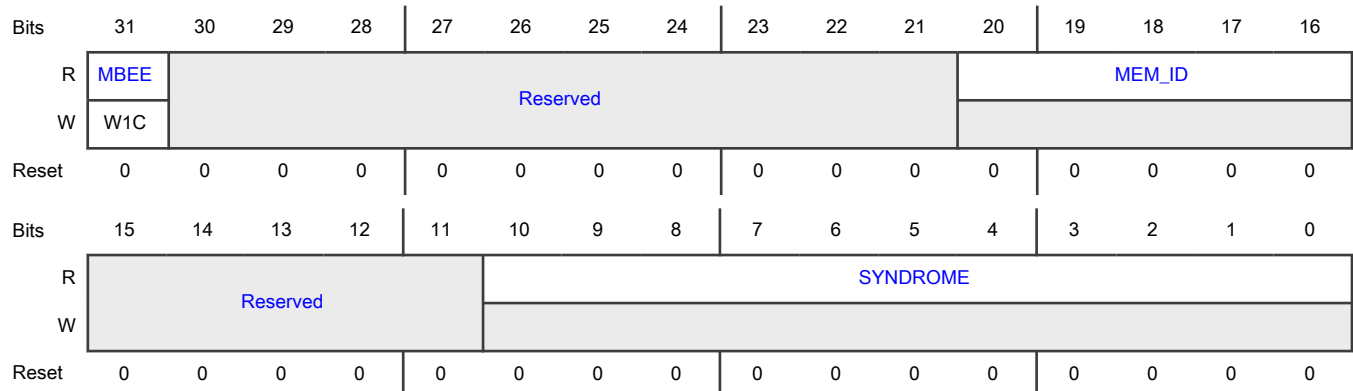 Bits 31 30 29 28 27 26 25 24 23 22 21 20 19 18 17 16
R MBEE Reserved MEM_ID
W W1C
Reset 0 0 0 0 0 0 0 0 0 0 0 0 0 0 0 0
Bits 15 14 13 12 11 10 9 8 7 6 5 4 3 2 1 0
R Reserved SYNDROME
W
Reset 0 0 0 0 0 0 0 0 0 0 0 0 0 0 0 0